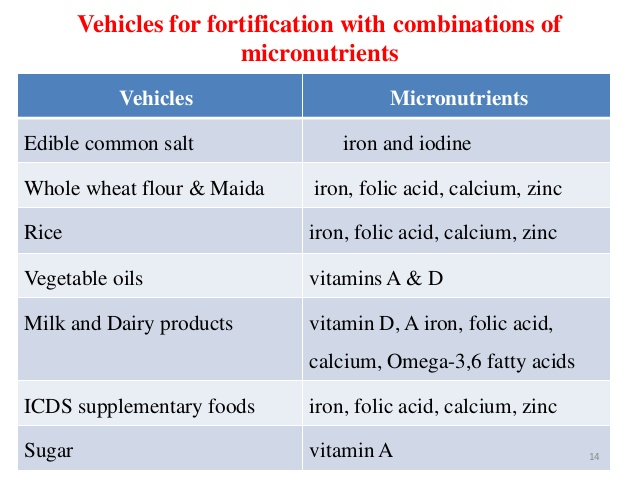 Vehicles for fortification with combinations of
micronutrients
Vehicles Micronutrients
Edible common salt iron and iodine
Whole wheat flour & Maida iron, folic acid, calcium, zinc
Rice iron, folic acid, calcium, zinc
Vegetable oils vitamins A & D
Milk and Dairy products vitamin D, A iron, folic acid,
calcium, Omega-3,6 fatty acids
ICDS supplementary foods iron, folic acid, calcium, zinc
Sugar vitamin A
14